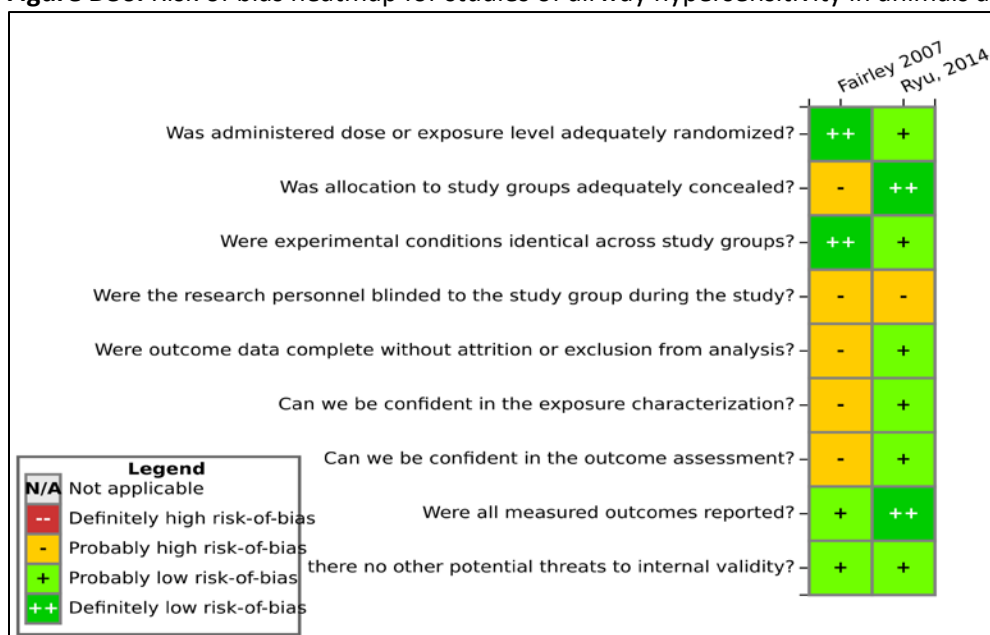 Risk of bias heatmap for studies of airway hypersensitivity in animals
Fairley 2007
Ryu, 2014
Was administered dose or exposure level adequately randomized? ++ +
Was allocation to study groups adequately concealed? - ++
Were experimental conditions identical across study groups? ++ +
Were the research personnel blinded to the study group during the study? - -
Were outcome data complete without attrition or exclusion from analysis? - +
Can we be confident in the exposure characterization? - +
Can we be confident in the outcome assessment? - +
Were all measured outcomes reported? + ++
there no other potential threats to internal validity? + +
Legend
N/A Not applicable
-- Definitely high risk-of-bias
- Probably high risk-of-bias
+ Probably low risk-of-bias
++ Definitely low risk-of-bias